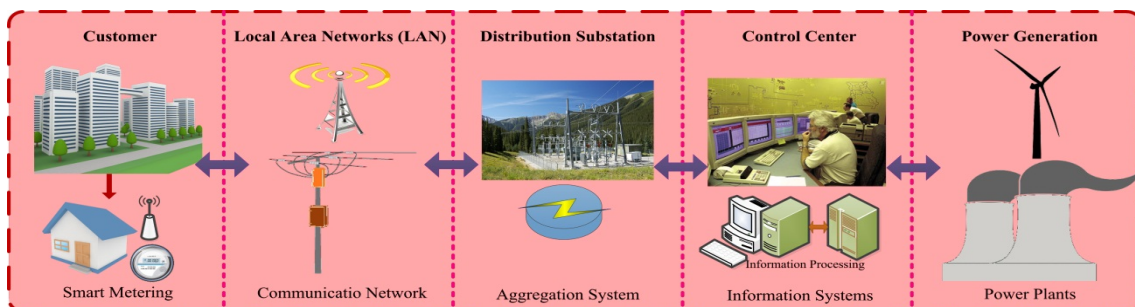 Customer
Local Area Networks (LAN)
Distribution Substation
Control Center
Power Generation
Information Processing
Smart Metering
Communicatio Network
Aggregation System
Information Systems
Power Plants